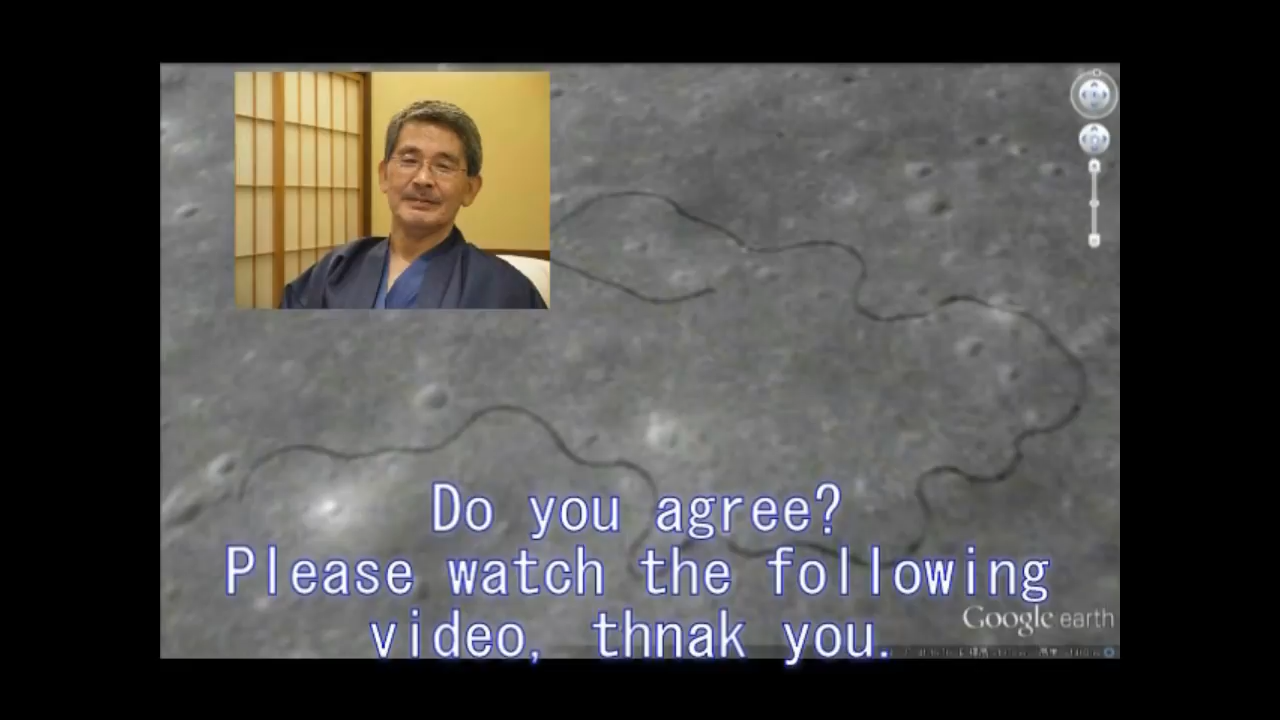 Do you agree?
Please watch the following
video, thnak you.
Google earth